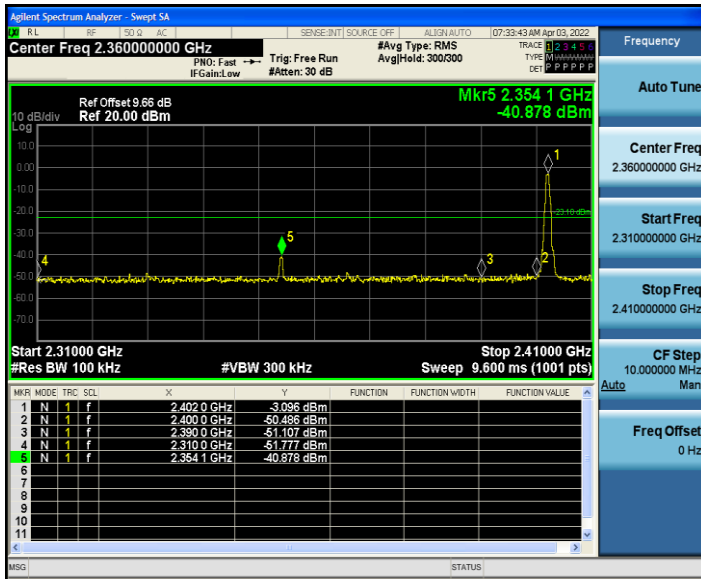 Agilent Spectrum Analyzer - Swept SA
RL RF 50 Ω AC SENSE:INT SOURCE OFF ALIGN AUTO 07:33:43 AM Apr 03, 2022
Center Freq 2.360000000 GHz
PNO: Fast
IFGain:Low
Trig: Free Run
#Atten: 30 dB
#Avg Type: RMS
Avg|Hold: 300/300
TRACE 1 2 3 4 5 6
TYPE M
DET P P P P P P
Mkr5 2.354 1 GHz
-40.878 dBm
Ref Offset 9.66 dB
10 dB/div Ref 20.00 dBm
Log
10.0
0.00
-10.0
-20.0
-30.0
-40.0
-50.0
-60.0
-70.0
1
-23.10 dBm
5
4
3
2
Start 2.31000 GHz Stop 2.41000 GHz
#Res BW 100 kHz #VBW 300 kHz Sweep 9.600 ms (1001 pts)
MKR MODE TRC SCL X Y FUNCTION FUNCTION WIDTH FUNCTION VALUE
1 N 1 f 2.402 0 GHz -3.096 dBm
2 N 1 f 2.400 0 GHz -50.486 dBm
3 N 1 f 2.390 0 GHz -51.107 dBm
4 N 1 f 2.310 0 GHz -51.777 dBm
5 N 1 f 2.354 1 GHz -40.878 dBm
6
7
8
9
10
11
MSG STATUS
Frequency
Auto Tune
Center Freq
2.360000000 GHz
Start Freq
2.310000000 GHz
Stop Freq
2.410000000 GHz
CF Step
10.000000 MHz
Auto Man
Freq Offset
0 Hz